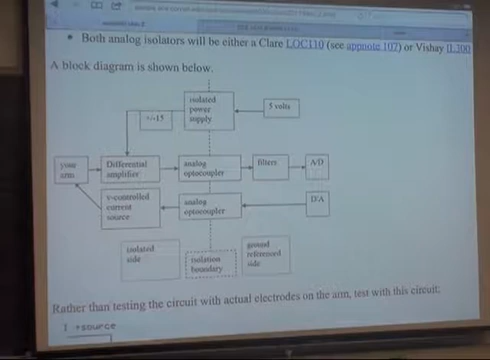 • Both analog isolators will be either a Clare LOC110 (see appnote 107) or Vishay IL300
A block diagram is shown below.
isolated
power
supply
5 volts
+/-15
your
arm
Differential
amplifier
analog
optocoupler
filters
A/D
v-controlled
current
source
analog
optocoupler
D/A
isolated
side
isolation
boundary
ground
referenced
side
Rather than testing the circuit with actual electrodes on the arm, test with this circuit: